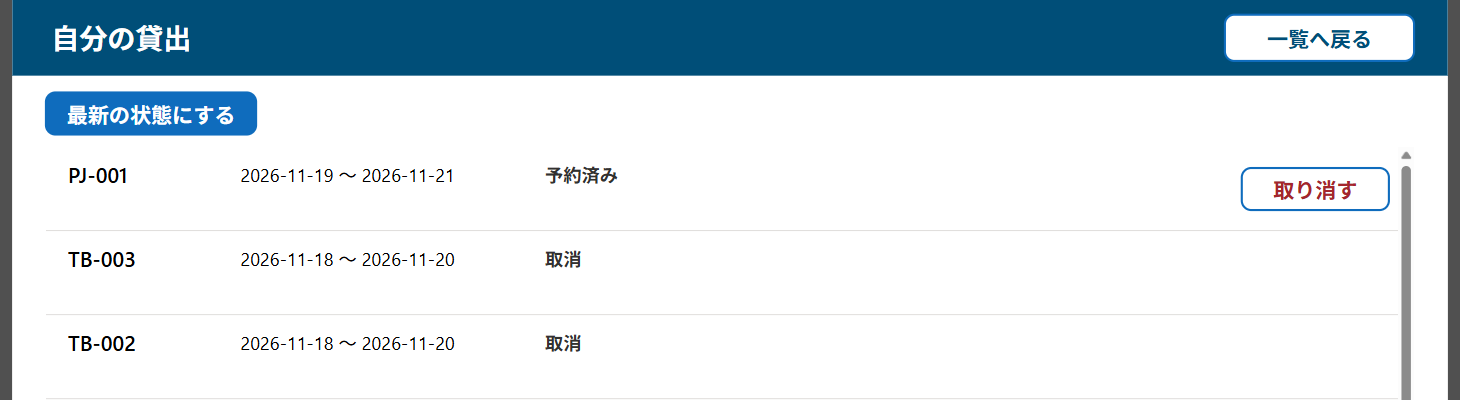 自分の貸出
一覧へ戻る
最新の状態にする
PJ-001 2026-11-19 ～ 2026-11-21 予約済み 取り消す
TB-003 2026-11-18 ～ 2026-11-20 取消
TB-002 2026-11-18 ～ 2026-11-20 取消